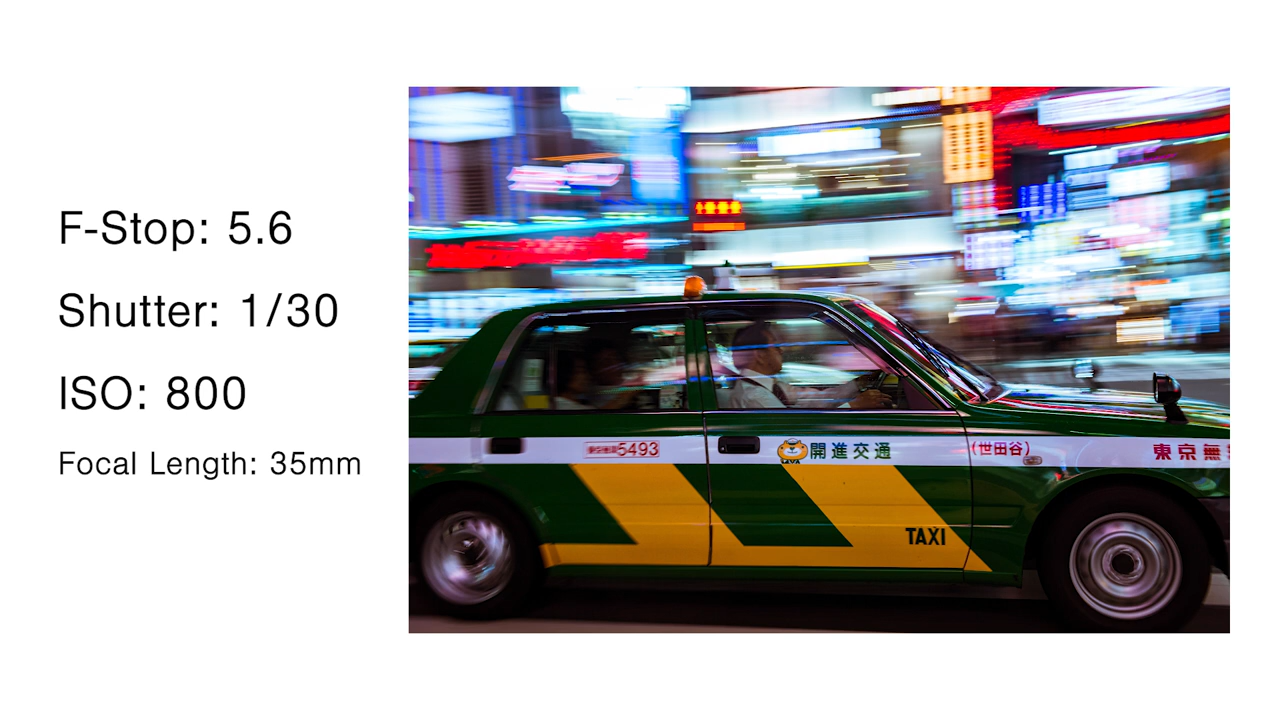 F-Stop: 5.6
Shutter: 1/30
ISO: 800
Focal Length: 35mm
5493
開進交通
(世田谷)
東京無
TAXI